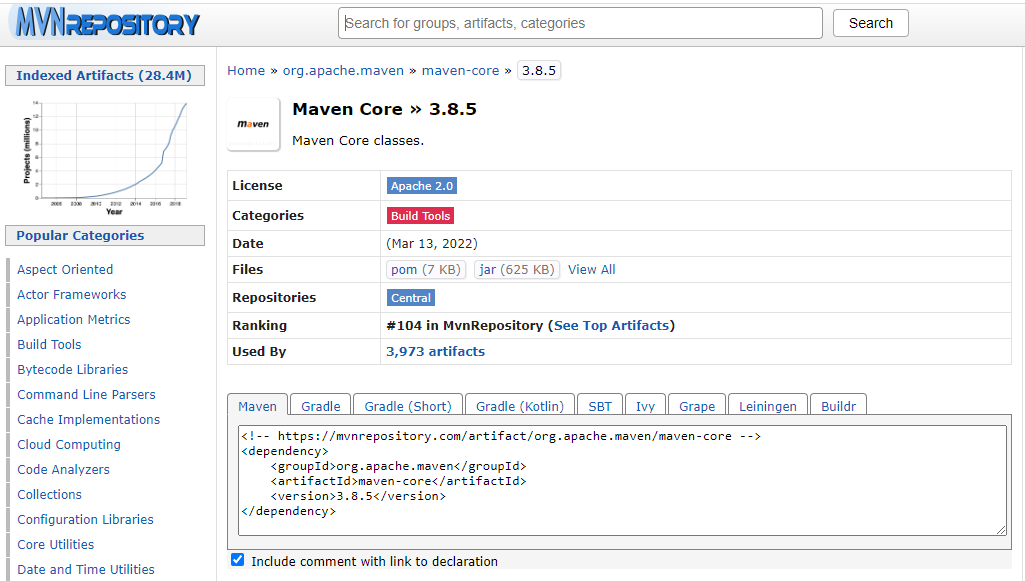 MVNREPOSITORY
Search for groups, artifacts, categories
Search
Indexed Artifacts (28.4M)
Projects (millions)
14
12
10
8
6
4
2
0
2006 2008 2010 2012 2014 2016 2018
Year
Popular Categories
Aspect Oriented
Actor Frameworks
Application Metrics
Build Tools
Bytecode Libraries
Command Line Parsers
Cache Implementations
Cloud Computing
Code Analyzers
Collections
Configuration Libraries
Core Utilities
Date and Time Utilities
Home » org.apache.maven » maven-core » 3.8.5
maven
Maven Core » 3.8.5
Maven Core classes.
License Apache 2.0
Categories Build Tools
Date (Mar 13, 2022)
Files pom (7 KB) jar (625 KB) View All
Repositories Central
Ranking #104 in MvnRepository (See Top Artifacts)
Used By 3,973 artifacts
Maven Gradle Gradle (Short) Gradle (Kotlin) SBT Ivy Grape Leiningen Buildr
<!-- https://mvnrepository.com/artifact/org.apache.maven/maven-core -->
<dependency>
    <groupId>org.apache.maven</groupId>
    <artifactId>maven-core</artifactId>
    <version>3.8.5</version>
</dependency>
Include comment with link to declaration